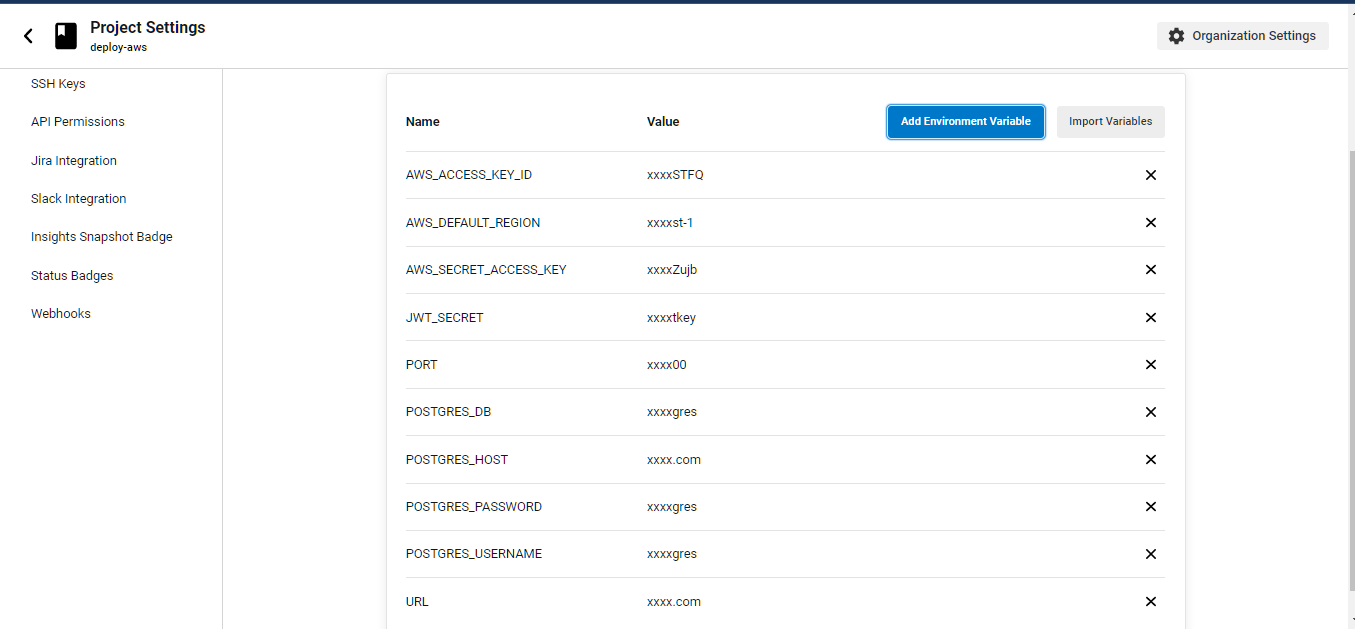 Project Settings
deploy-aws
Organization Settings
SSH Keys
API Permissions
Jira Integration
Slack Integration
Insights Snapshot Badge
Status Badges
Webhooks
Name Value Add Environment Variable Import Variables
AWS_ACCESS_KEY_ID xxxxSTFQ
AWS_DEFAULT_REGION xxxxst-1
AWS_SECRET_ACCESS_KEY xxxxZujb
JWT_SECRET xxxxtkey
PORT xxxx00
POSTGRES_DB xxxxgres
POSTGRES_HOST xxxx.com
POSTGRES_PASSWORD xxxxgres
POSTGRES_USERNAME xxxxgres
URL xxxx.com